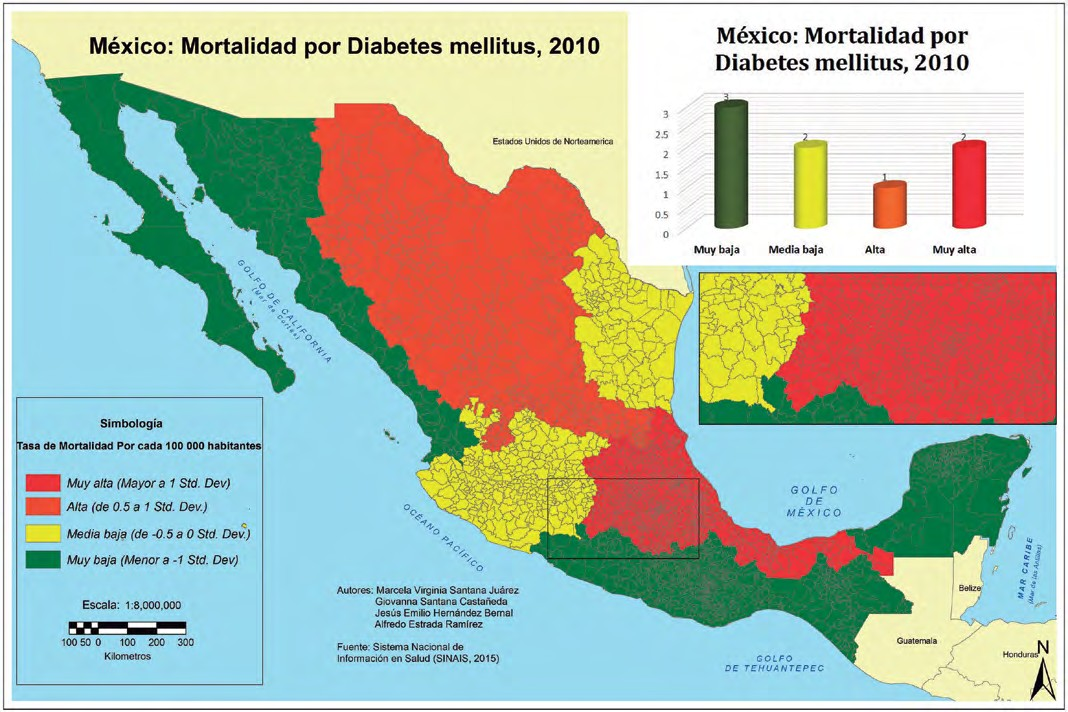 México: Mortalidad por Diabetes mellitus, 2010
México: Mortalidad por
Diabetes mellitus, 2010
3
2.5
2
1.5
1
0.5
0
3
2
1
2
Muy baja
Media baja
Alta
Muy alta
Estados Unidos de Norteamerica
GOLFO DE CALIFORNIA
(Mar de Cortés)
Simbología
Tasa de Mortalidad Por cada 100 000 habitantes
Muy alta (Mayor a 1 Std. Dev)
Alta (de 0.5 a 1 Std. Dev.)
Media baja (de -0.5 a 0 Std. Dev.)
Muy baja (Menor a -1 Std. Dev)
Escala: 1:8,000,000
100 50 0 100 200 300
Kilometros
OCÉANO PACÍFICO
GOLFO
DE
MÉXICO
MAR CARIBE
(Mar de las Antillas)
Belize
Guatemala
Honduras
N
GOLFO
DE TEHUANTEPEC
Autores: Marcela Virginia Santana Juárez
Giovanna Santana Castañeda
Jesús Emilio Hernández Bernal
Alfredo Estrada Ramírez
Fuente: Sistema Nacional de
Información en Salud (SINAIS, 2015)